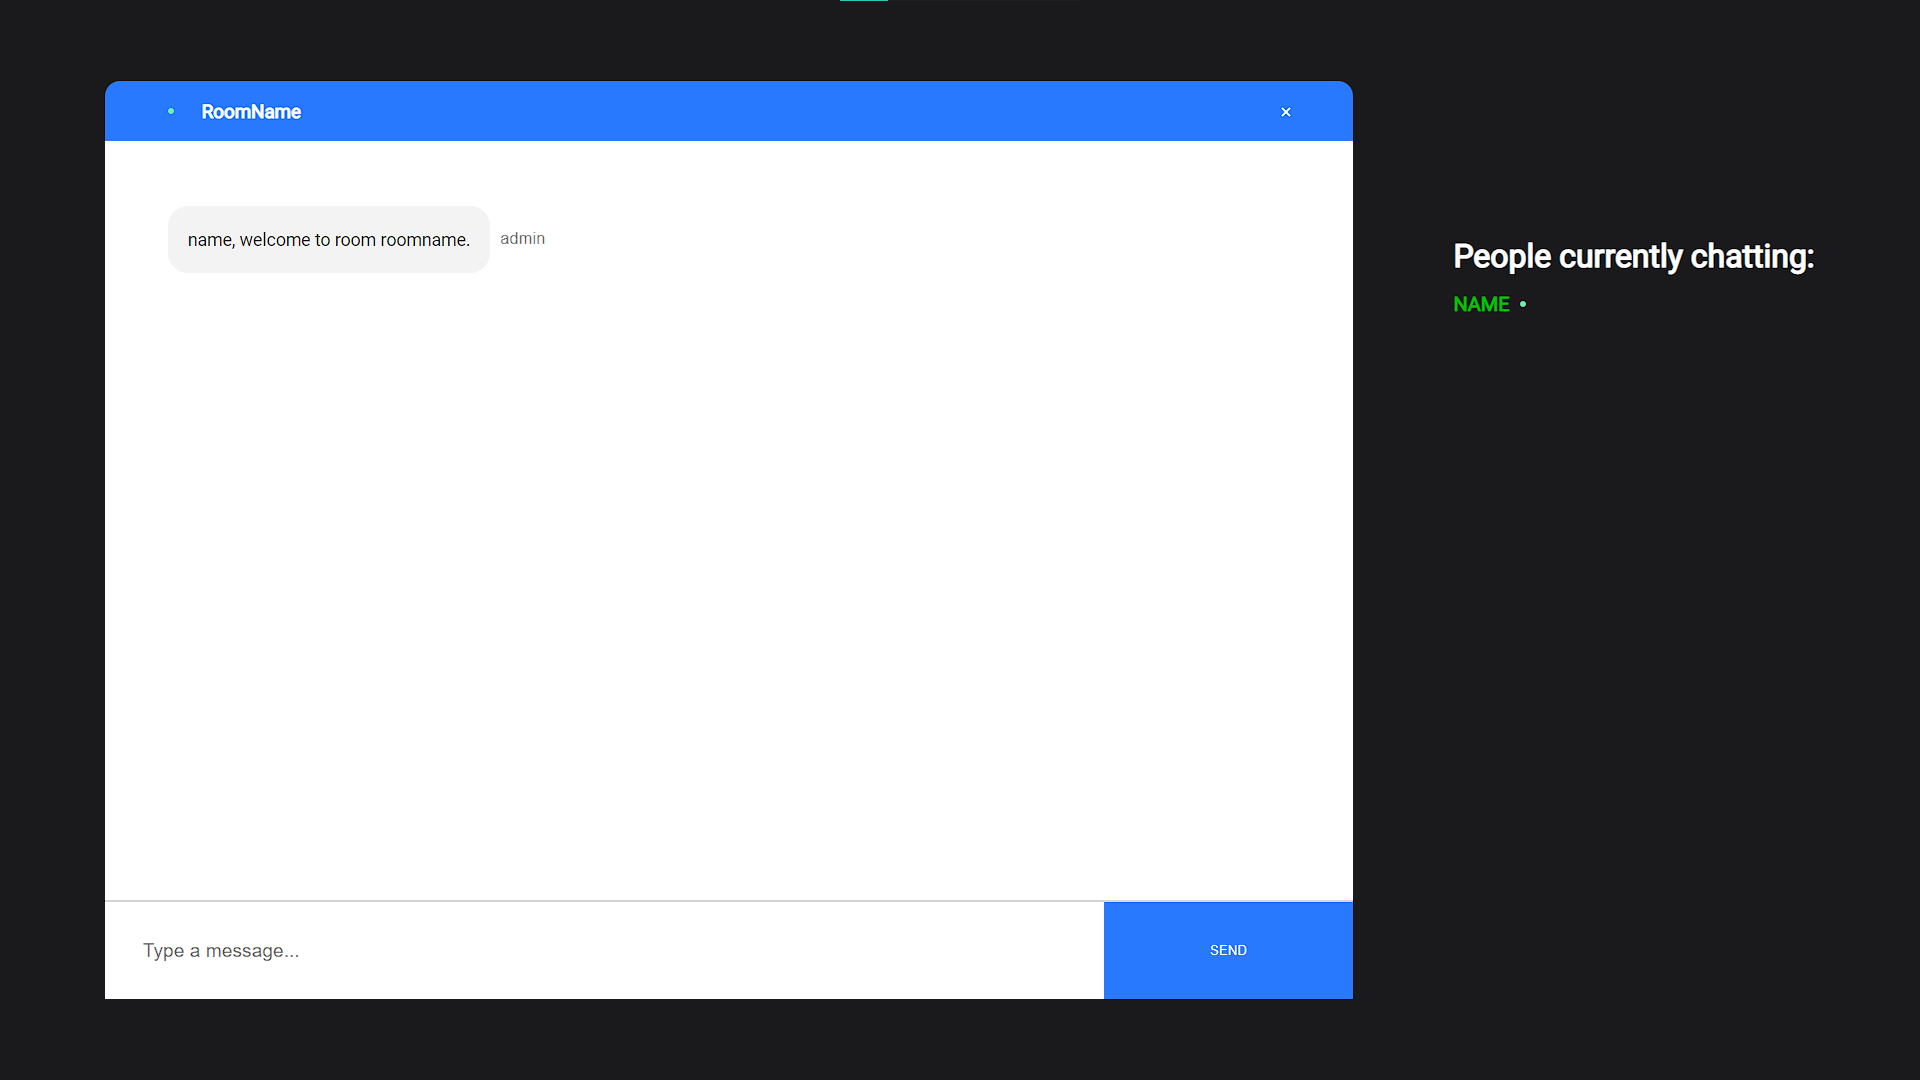 RoomName
name, welcome to room roomname. admin
People currently chatting:
NAME
Type a message...
SEND